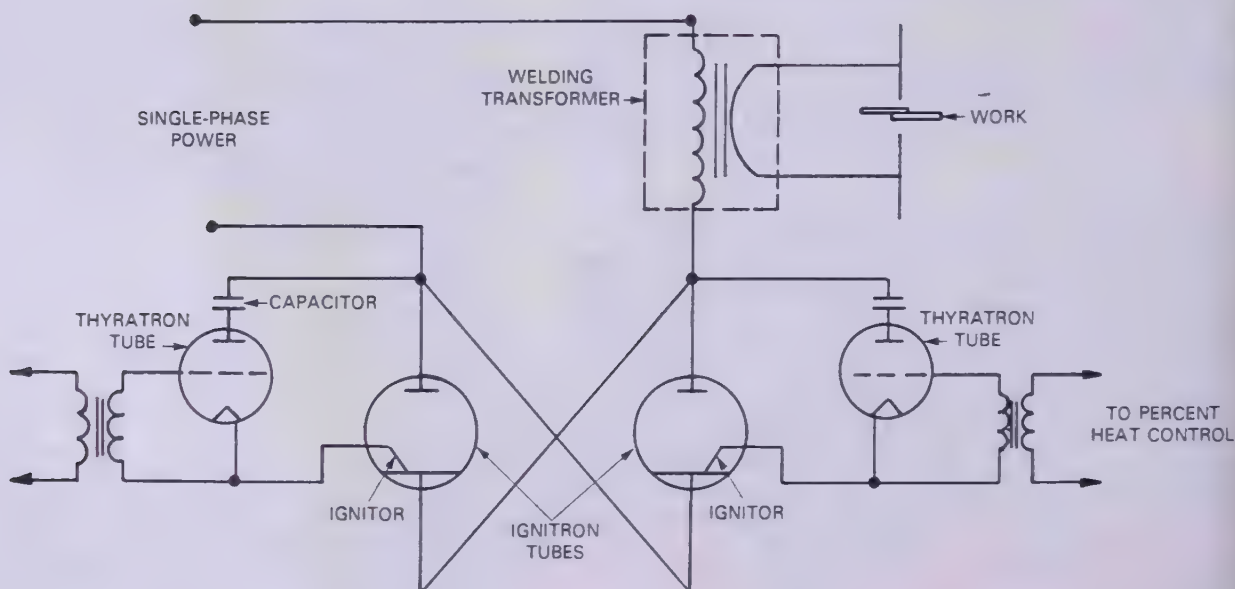 SINGLE-PHASE
POWER
WELDING
TRANSFORMER
WORK
CAPACITOR
THYRATRON
TUBE
THYRATRON
TUBE
TO PERCENT
HEAT CONTROL
IGNITOR
IGNITRON
TUBES
IGNITOR